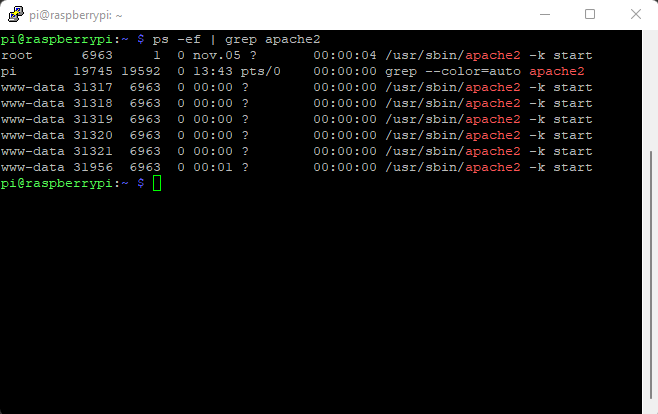 pi@raspberrypi: ~
pi@raspberrypi:~ $ ps -ef | grep apache2
root      6963     1  0 nov.05 ?       00:00:04 /usr/sbin/apache2 -k start
pi       19745 19592  0 13:43 pts/0    00:00:00 grep --color=auto apache2
www-data 31317  6963  0 00:00 ?        00:00:00 /usr/sbin/apache2 -k start
www-data 31318  6963  0 00:00 ?        00:00:00 /usr/sbin/apache2 -k start
www-data 31319  6963  0 00:00 ?        00:00:00 /usr/sbin/apache2 -k start
www-data 31320  6963  0 00:00 ?        00:00:00 /usr/sbin/apache2 -k start
www-data 31321  6963  0 00:00 ?        00:00:00 /usr/sbin/apache2 -k start
www-data 31956  6963  0 00:01 ?        00:00:00 /usr/sbin/apache2 -k start
pi@raspberrypi:~ $